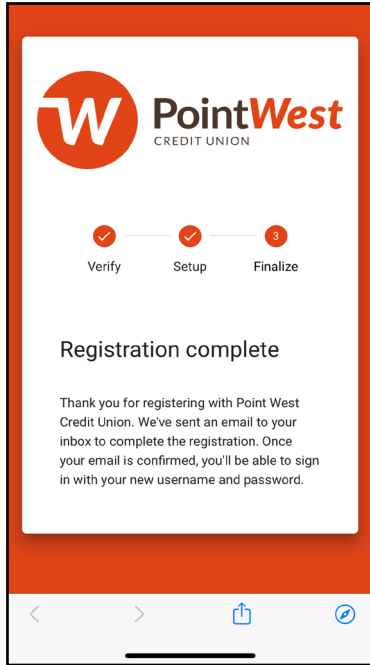 W PointWest
CREDIT UNION
3
Verify Setup Finalize
Registration complete
Thank you for registering with Point West
Credit Union. We've sent an email to your
inbox to complete the registration. Once
your email is confirmed, you'll be able to sign
in with your new username and password.